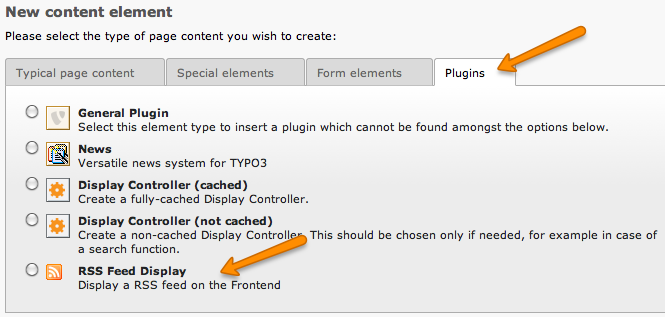 New content element
Please select the type of page content you wish to create:
Typical page content Special elements Form elements Plugins
General Plugin
Select this element type to insert a plugin which cannot be found amongst the options below.
News
Versatile news system for TYPO3
Display Controller (cached)
Create a fully-cached Display Controller.
Display Controller (not cached)
Create a non-cached Display Controller. This should be chosen only if needed, for example in case of
a search function.
RSS Feed Display
Display a RSS feed on the Frontend